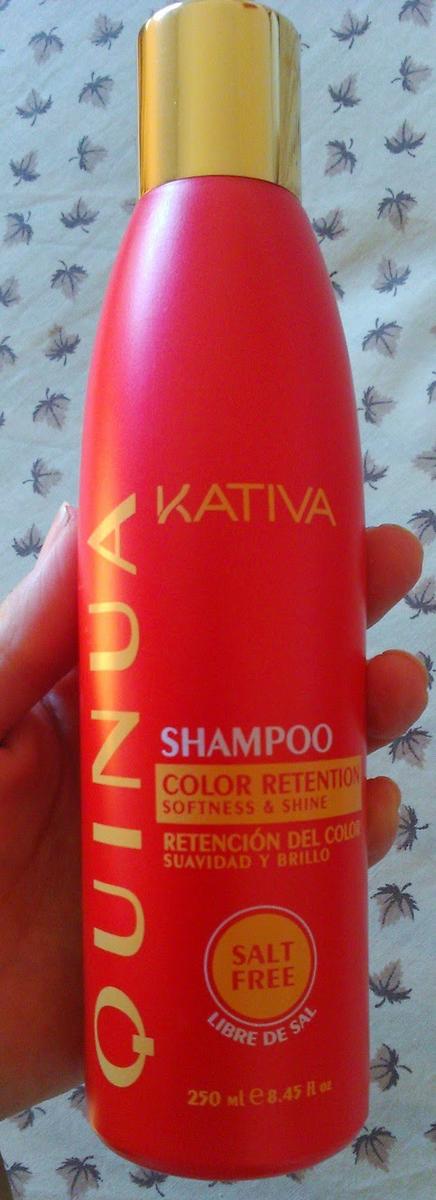 KATIVA
QUINUA
SHAMPOO
COLOR RETENTION
SOFTNESS & SHINE
RETENCIÓN DEL COLOR
SUAVIDAD Y BRILLO
SALT
FREE
LIBRE DE SAL
250 ml e 8.45 fl oz